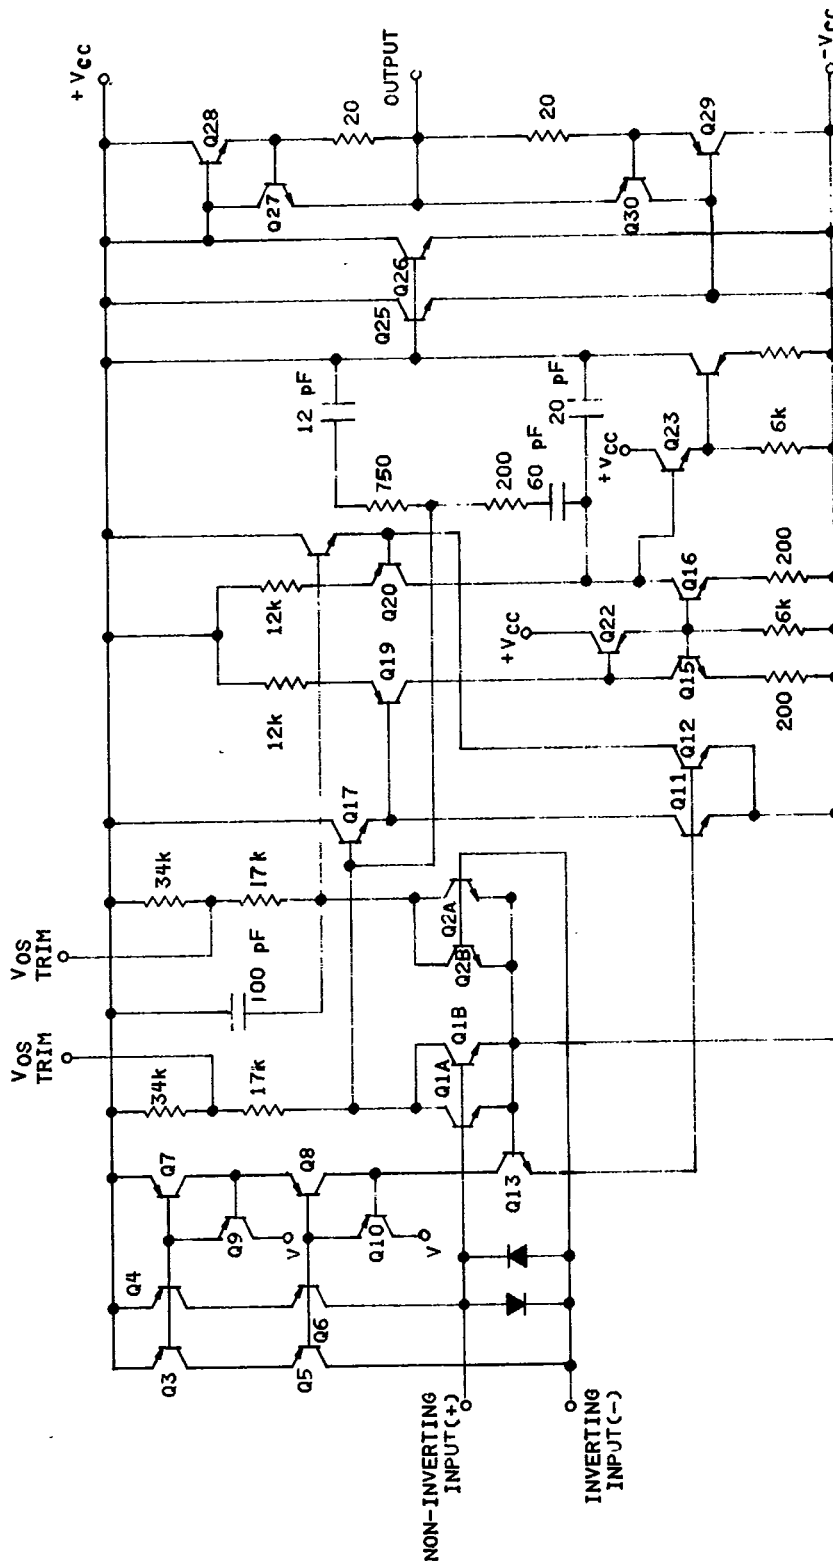 NON-INVERTING
INPUT(+)
INVERTING
INPUT(-)
Q3
Q4
Q5
Q6
Q7
Q8
Q9
V
Q10
V
Q13
VOS
TRIM
VOS
TRIM
34k
17k
100 pF
34k
17k
Q1A
Q1B
Q2B
Q2A
Q17
Q11
Q12
12k
12k
Q19
Q20
+VCC
Q22
Q15
Q16
200
6k
200
12 pF
750
200
60 pF
20 pF
+VCC
Q23
6k
Q25
Q26
Q27
Q28
20
OUTPUT
20
Q30
Q29
+VCC
-VCC